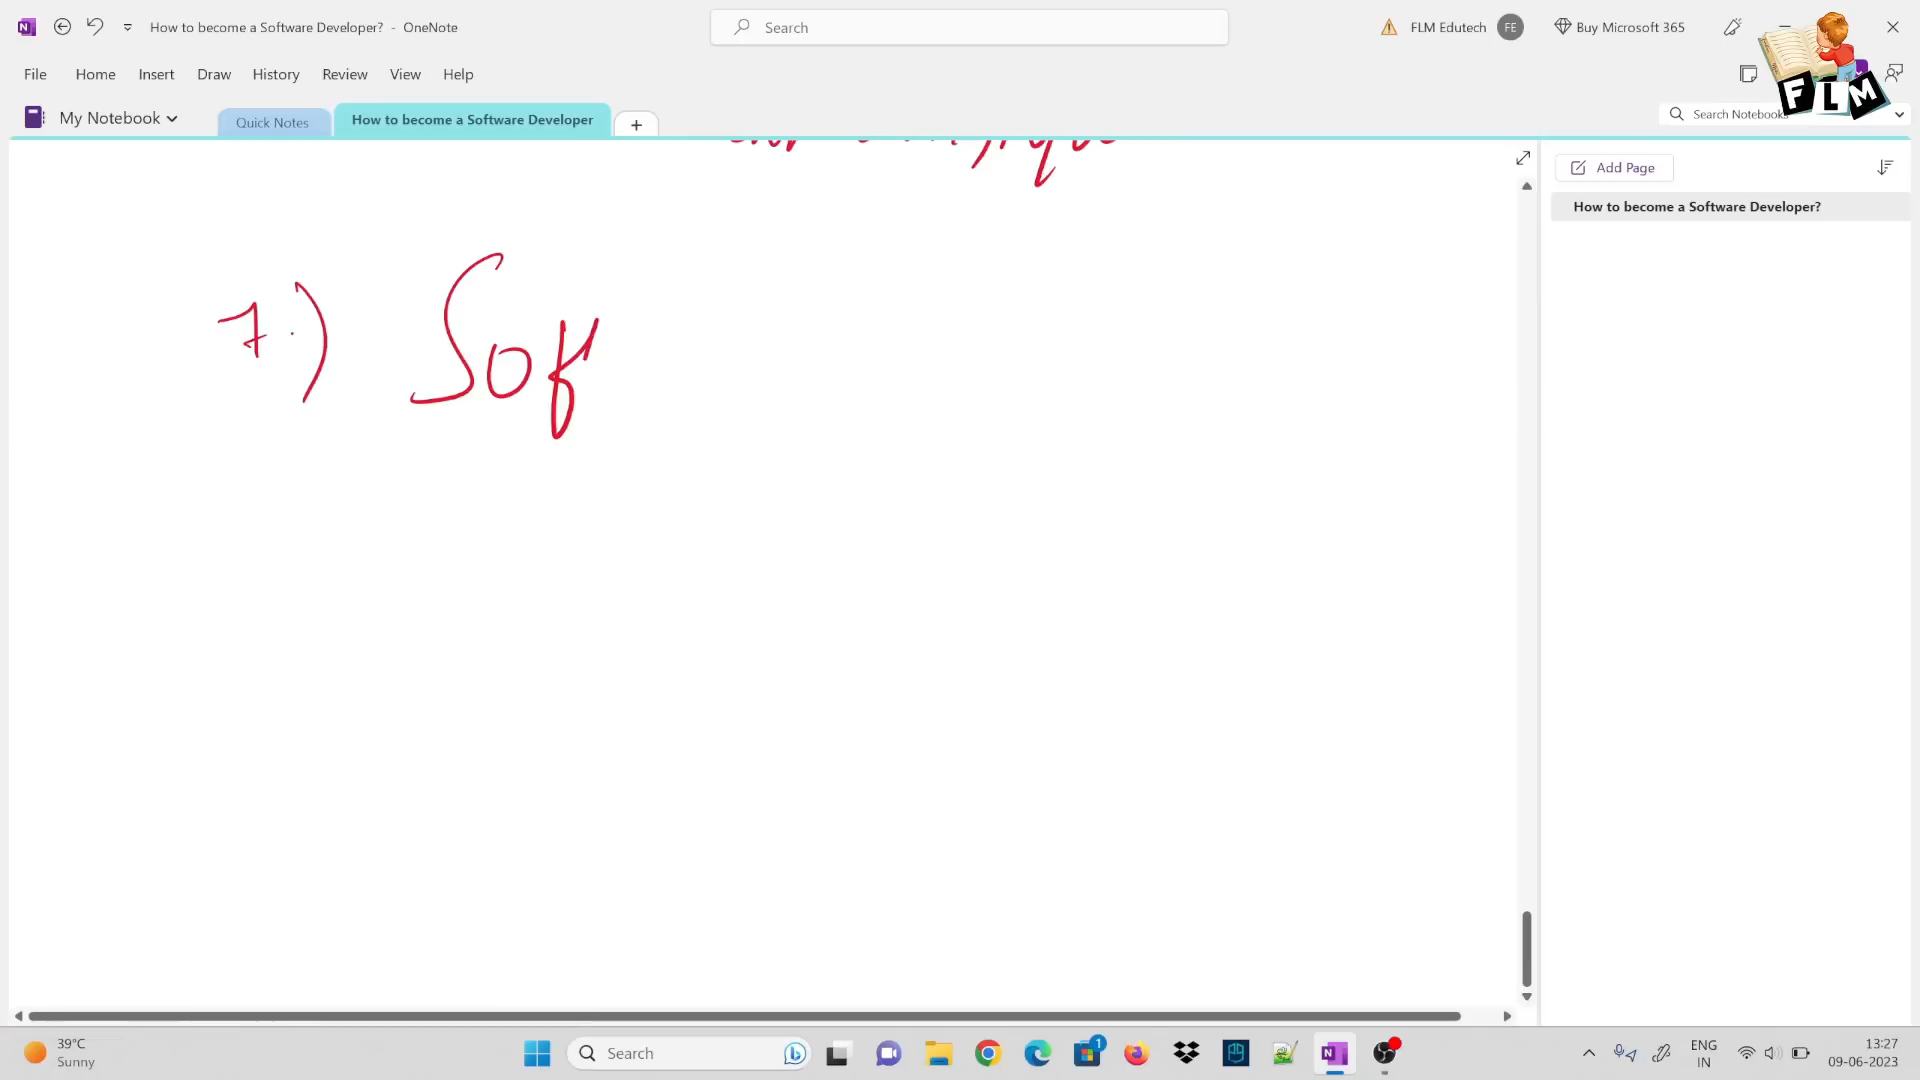 How to become a Software Developer? - OneNote
Search
FLM Edutech FE
Buy Microsoft 365
File Home Insert Draw History Review View Help
FLM
My Notebook
Quick Notes
How to become a Software Developer
+
Search Notebooks
Add Page
How to become a Software Developer?
7.) Sof
39°C
Sunny
Search
1
ENG
IN
13:27
09-06-2023